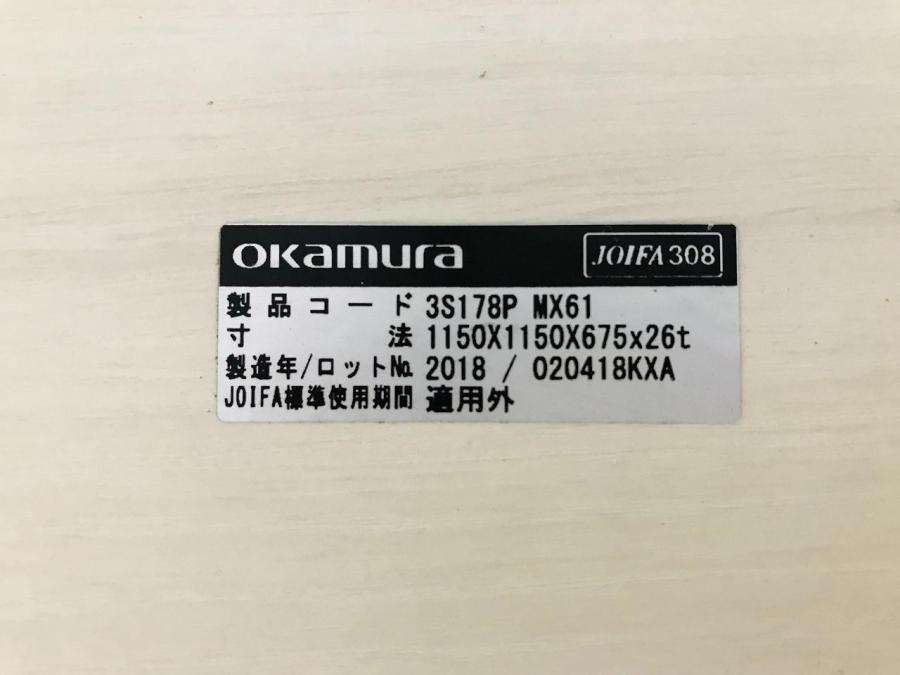 okamura JOIFA308
製品コード 3S178P MX61
寸法 1150X1150X675x26t
製造年/ロット№ 2018 / 020418KXA
JOIFA標準使用期間 適用外